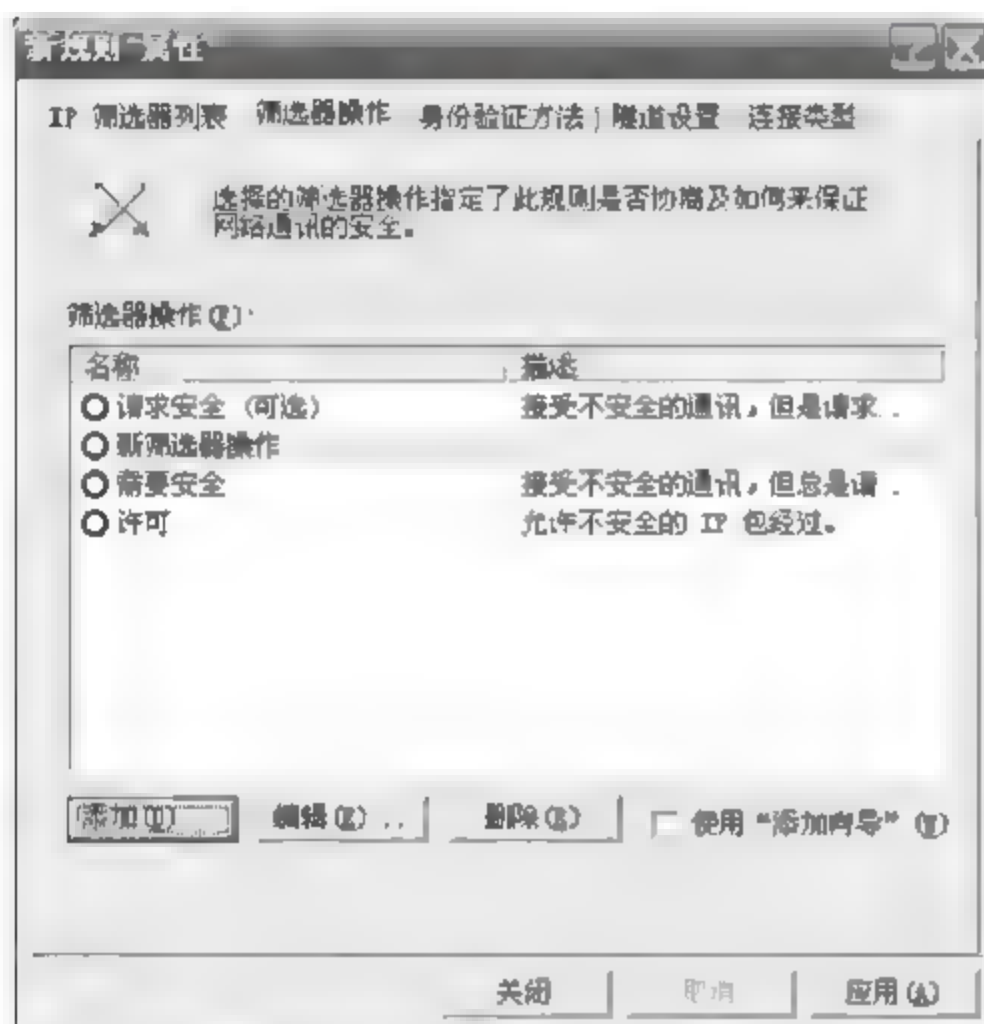 新规则 属性
IP 筛选器列表 筛选器操作 身份验证方法 隧道设置 连接类型
选择的筛选器操作指定了此规则是否协商及如何来保证
网络通讯的安全。
筛选器操作(F):
名称 描述
请求安全 (可选) 接受不安全的通讯，但是请求..
新筛选器操作
需要安全 接受不安全的通讯，但总是请 .
许可 允许不安全的 IP 包经过。
添加(D) 编辑(E)... 删除(R) 使用“添加向导”(W)
关闭 取消 应用(A)